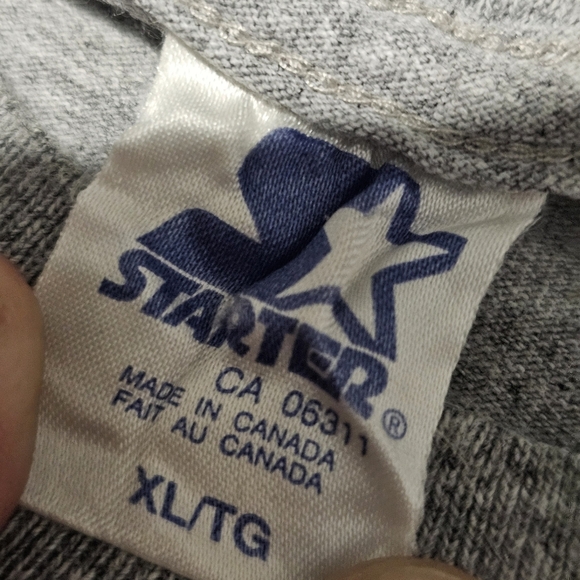 STARTER®
CA 06311
MADE IN CANADA
FAIT AU CANADA
XL/TG